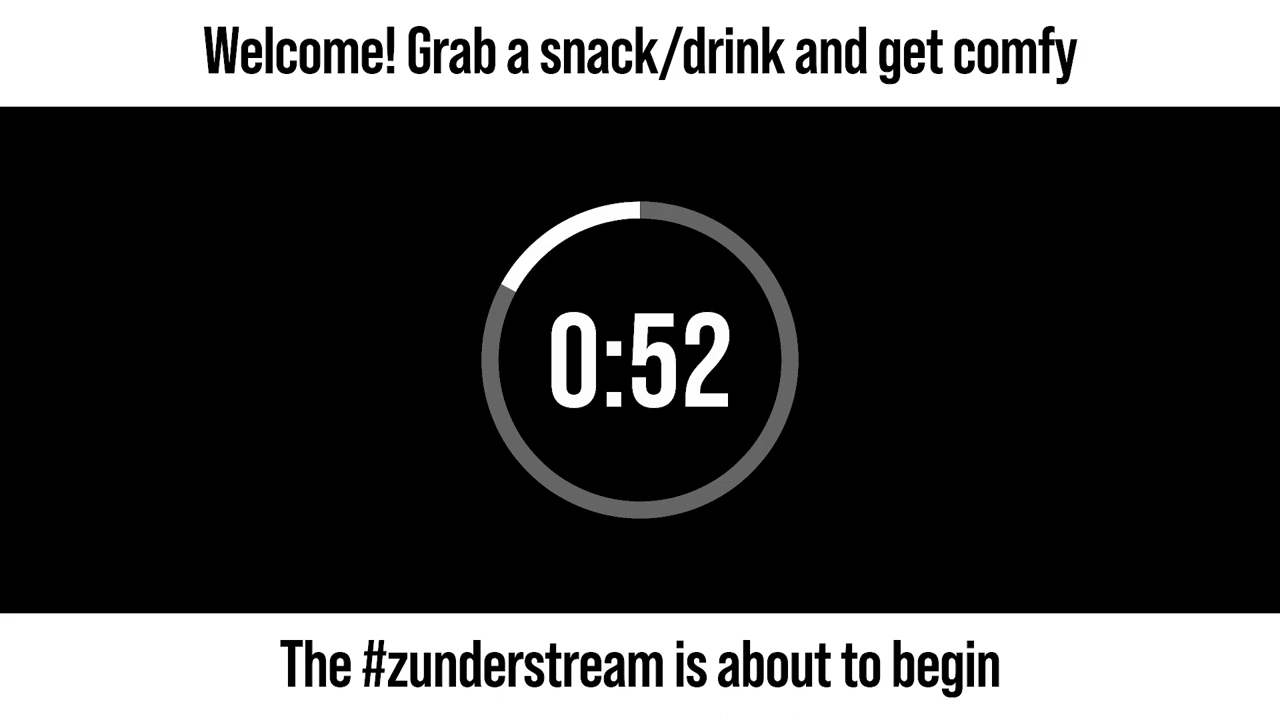 Welcome! Grab a snack/drink and get comfy
0:52
The #zunderstream is about to begin